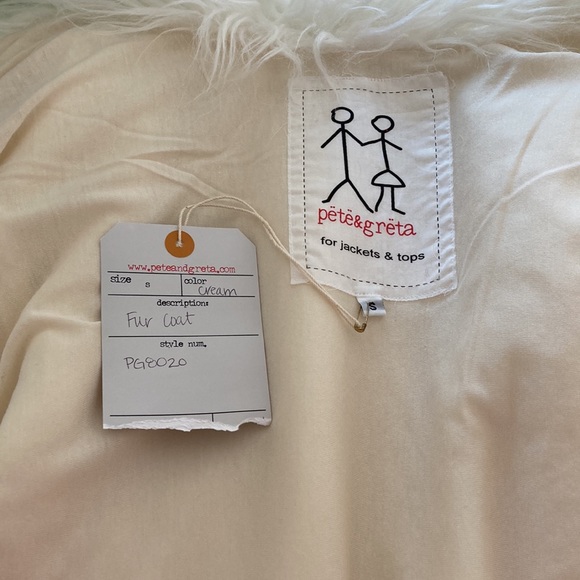 pëtë&grëta
for jackets & tops
S
www.peteandgreta.com
size s color cream
description:
Fur Coat
style num.
PG8020